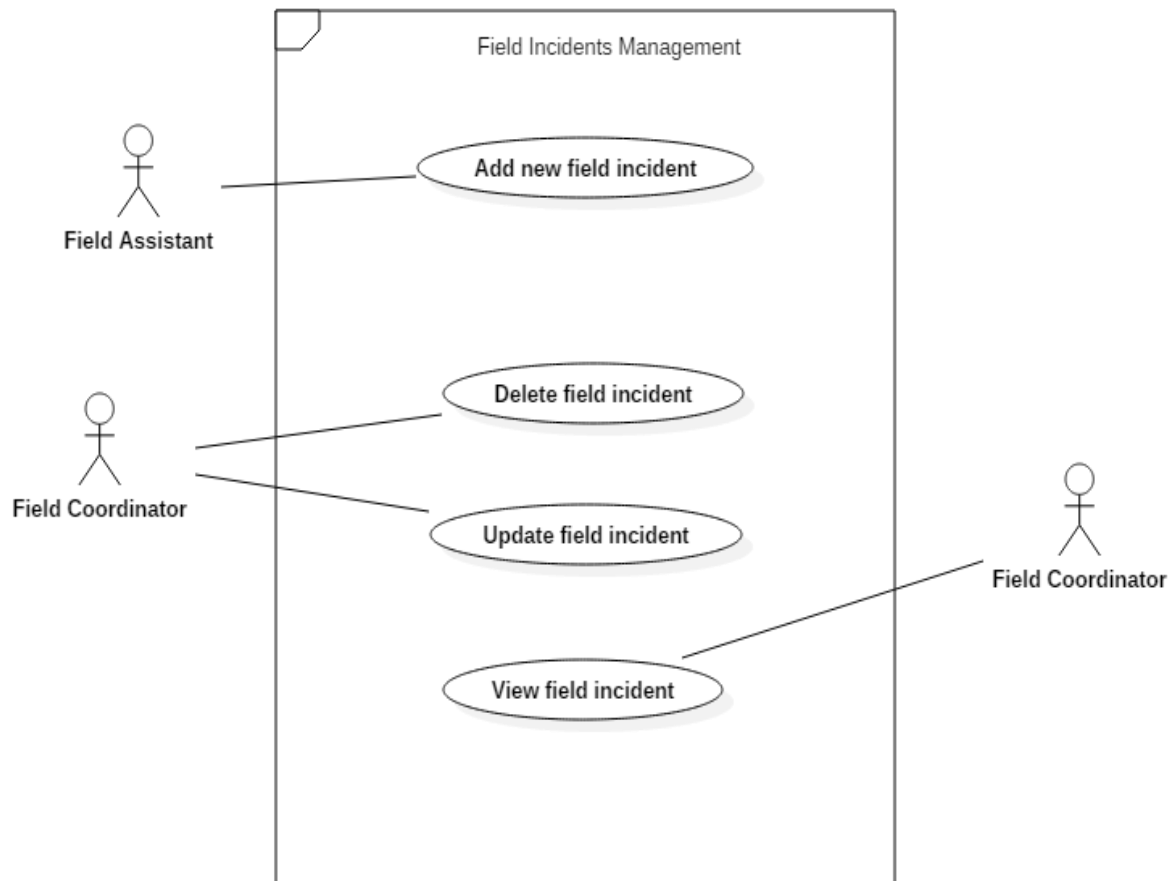 Field Incidents Management
Add new field incident
Field Assistant
Delete field incident
Field Coordinator
Update field incident
Field Coordinator
View field incident